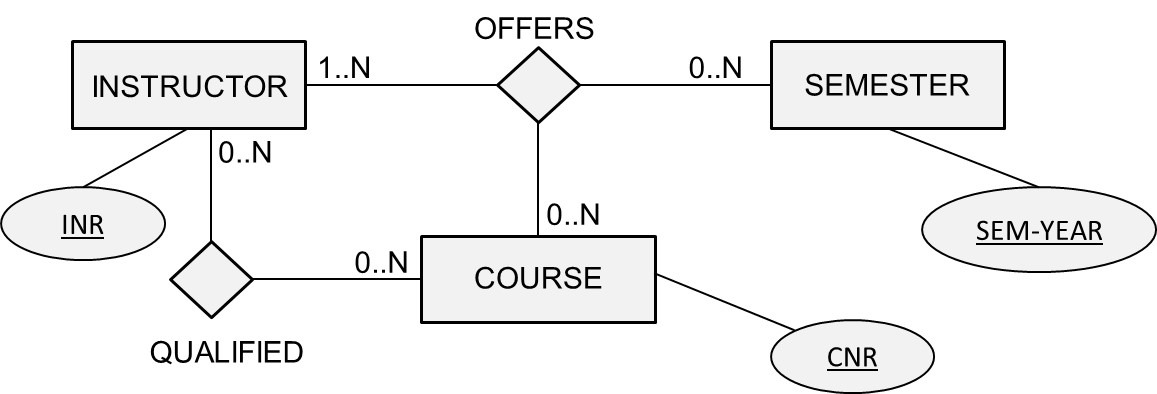 OFFERS
INSTRUCTOR
1..N
0..N
SEMESTER
0..N
INR
0..N
SEM-YEAR
0..N
COURSE
QUALIFIED
CNR